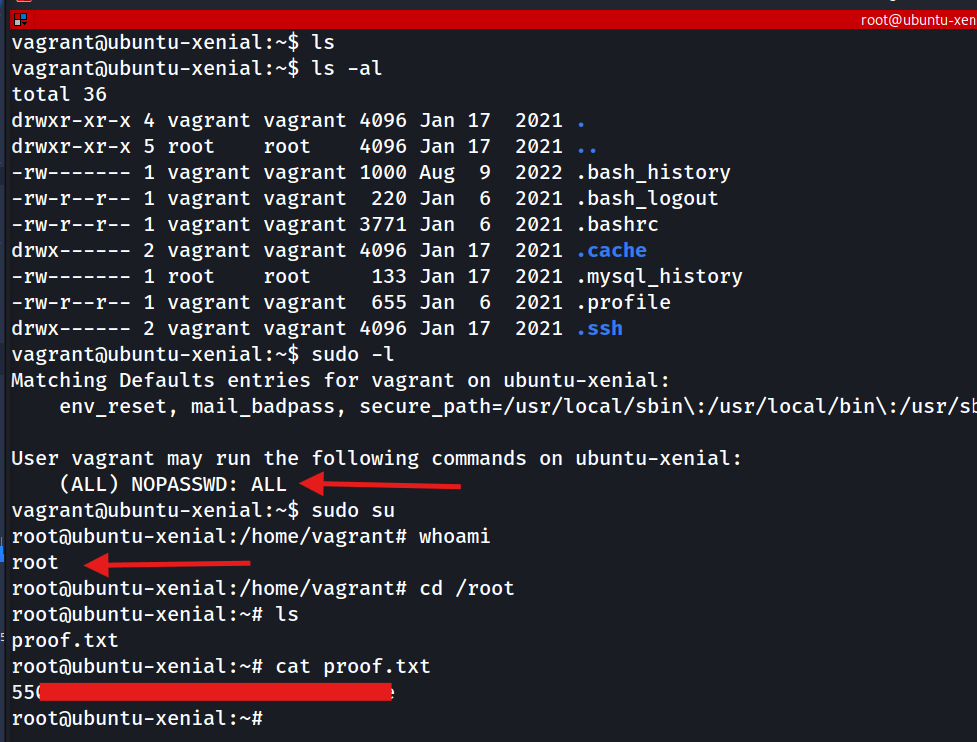 root@ubuntu-xen
vagrant@ubuntu-xenial:~$ ls
vagrant@ubuntu-xenial:~$ ls -al
total 36
drwxr-xr-x 4 vagrant vagrant 4096 Jan 17  2021 .
drwxr-xr-x 5 root    root    4096 Jan 17  2021 ..
-rw------- 1 vagrant vagrant 1000 Aug  9  2022 .bash_history
-rw-r--r-- 1 vagrant vagrant  220 Jan  6  2021 .bash_logout
-rw-r--r-- 1 vagrant vagrant 3771 Jan  6  2021 .bashrc
drwx------ 2 vagrant vagrant 4096 Jan 17  2021 .cache
-rw------- 1 root    root     133 Jan 17  2021 .mysql_history
-rw-r--r-- 1 vagrant vagrant  655 Jan  6  2021 .profile
drwx------ 2 vagrant vagrant 4096 Jan 17  2021 .ssh
vagrant@ubuntu-xenial:~$ sudo -l
Matching Defaults entries for vagrant on ubuntu-xenial:
    env_reset, mail_badpass, secure_path=/usr/local/sbin\:/usr/local/bin\:/usr/sb
User vagrant may run the following commands on ubuntu-xenial:
    (ALL) NOPASSWD: ALL
vagrant@ubuntu-xenial:~$ sudo su
root@ubuntu-xenial:/home/vagrant# whoami
root
root@ubuntu-xenial:/home/vagrant# cd /root
root@ubuntu-xenial:~# ls
proof.txt
root@ubuntu-xenial:~# cat proof.txt
root@ubuntu-xenial:~#